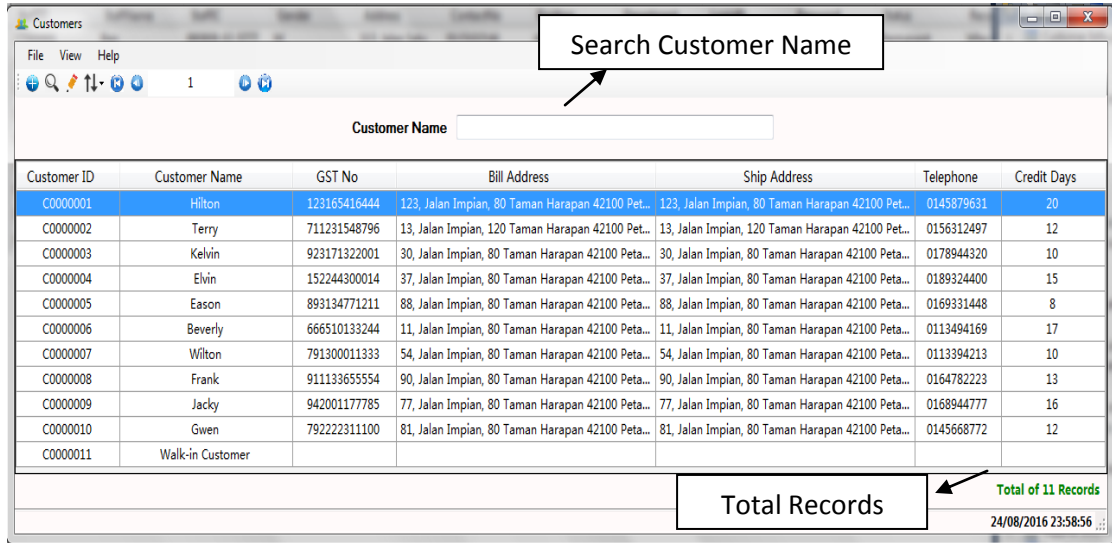 Customers
Search Customer Name
File View Help
1
Customer Name
Customer ID Customer Name GST No Bill Address Ship Address Telephone Credit Days
C0000001 Hilton 123165416444 123, Jalan Impian, 80 Taman Harapan 42100 Pet... 123, Jalan Impian, 80 Taman Harapan 42100 Pet... 0145879631 20
C0000002 Terry 711231548796 13, Jalan Impian, 120 Taman Harapan 42100 Pet... 13, Jalan Impian, 120 Taman Harapan 42100 Pet... 0156312497 12
C0000003 Kelvin 923171322001 30, Jalan Impian, 80 Taman Harapan 42100 Peta... 30, Jalan Impian, 80 Taman Harapan 42100 Peta... 0178944320 10
C0000004 Elvin 152244300014 37, Jalan Impian, 80 Taman Harapan 42100 Peta... 37, Jalan Impian, 80 Taman Harapan 42100 Peta... 0189324400 15
C0000005 Eason 893134771211 88, Jalan Impian, 80 Taman Harapan 42100 Peta... 88, Jalan Impian, 80 Taman Harapan 42100 Peta... 0169331448 8
C0000006 Beverly 666510133244 11, Jalan Impian, 80 Taman Harapan 42100 Peta... 11, Jalan Impian, 80 Taman Harapan 42100 Peta... 0113494169 17
C0000007 Wilton 791300011333 54, Jalan Impian, 80 Taman Harapan 42100 Peta... 54, Jalan Impian, 80 Taman Harapan 42100 Peta... 0113394213 10
C0000008 Frank 911133655554 90, Jalan Impian, 80 Taman Harapan 42100 Peta... 90, Jalan Impian, 80 Taman Harapan 42100 Peta... 0164782223 13
C0000009 Jacky 942001177785 77, Jalan Impian, 80 Taman Harapan 42100 Peta... 77, Jalan Impian, 80 Taman Harapan 42100 Peta... 0168944777 16
C0000010 Gwen 792222311100 81, Jalan Impian, 80 Taman Harapan 42100 Peta... 81, Jalan Impian, 80 Taman Harapan 42100 Peta... 0145668772 12
C0000011 Walk-in Customer
Total of 11 Records
Total Records
24/08/2016 23:58:56